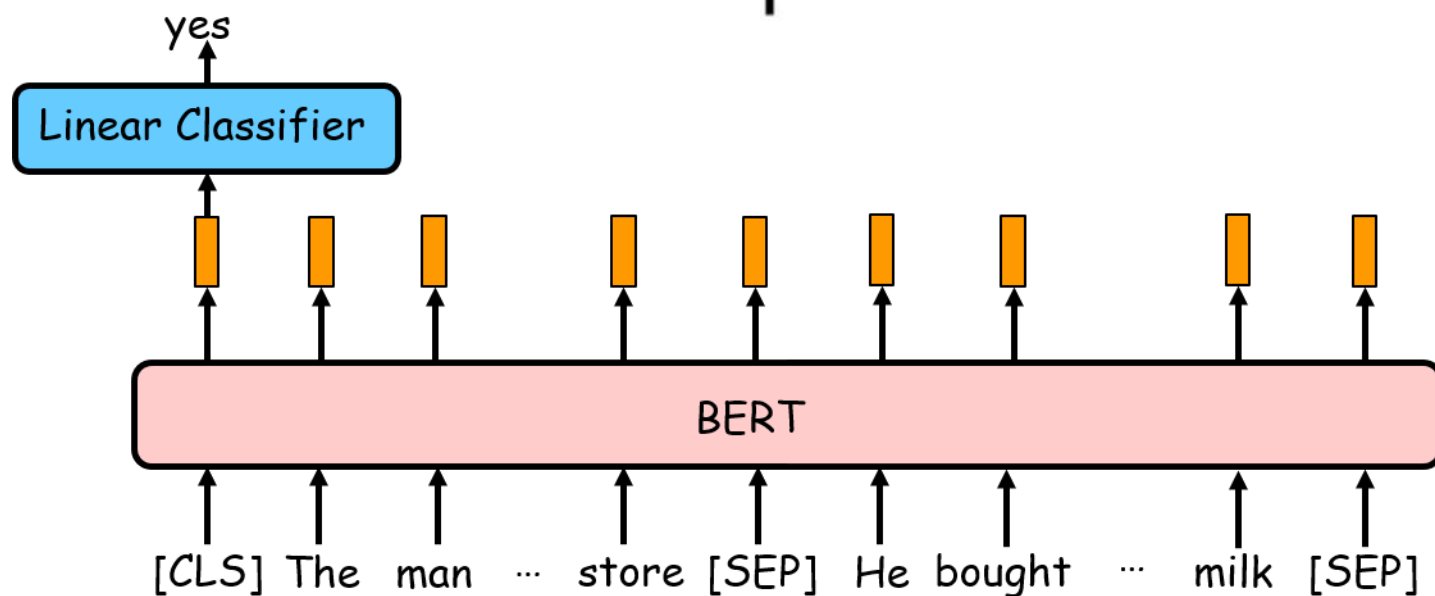 yes
Linear Classifier
BERT
[CLS] The man ... store [SEP] He bought ... milk [SEP]